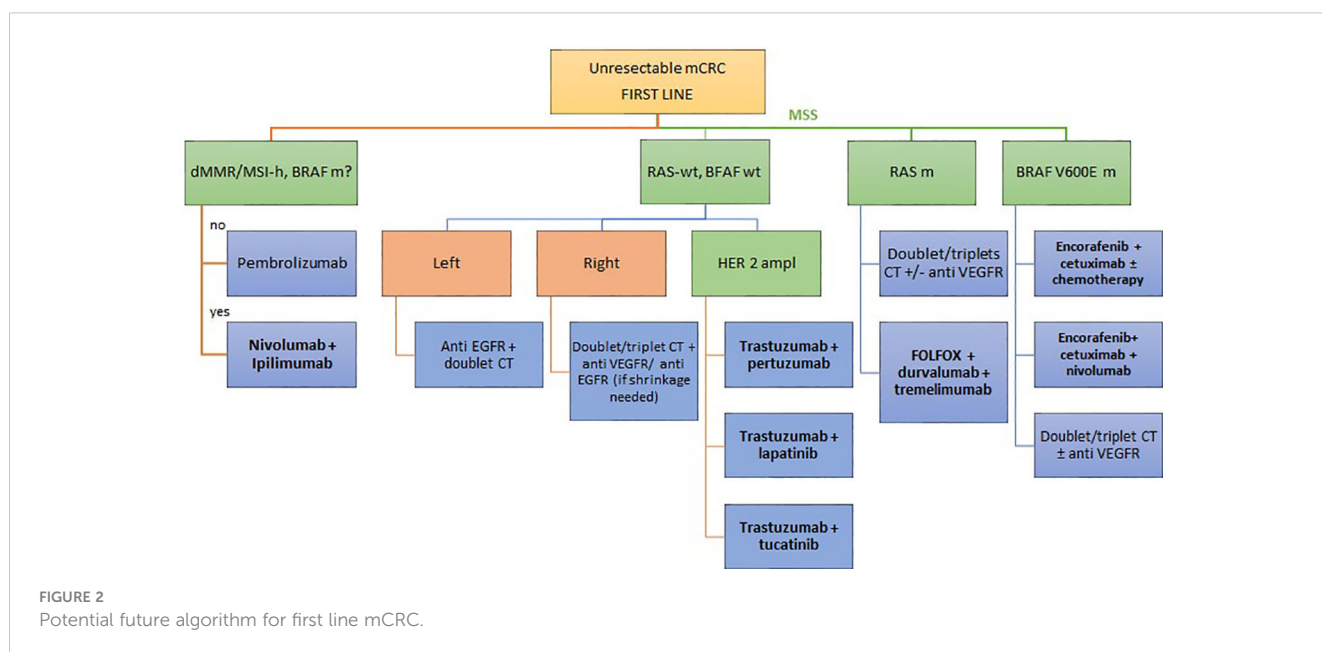 Unresectable mCRC
FIRST LINE
MSS
dMMR/MSI-h, BRAF m?
RAS-wt, BFAF wt
RAS m
BRAF V600E m
no
Pembrolizumab
yes
Nivolumab +
Ipilimumab
Left
Anti EGFR +
doublet CT
Right
Doublet/triplet CT +
anti VEGFR/ anti
EGFR (if shrinkage
needed)
HER 2 ampl
Trastuzumab +
pertuzumab
Trastuzumab +
lapatinib
Trastuzumab +
tucatinib
Doublet/triplets
CT +/- anti VEGFR
FOLFOX +
durvalumab +
tremelimumab
Encorafenib +
cetuximab ±
chemotherapy
Encorafenib+
cetuximab +
nivolumab
Doublet/triplet CT
± anti VEGFR
FIGURE 2
Potential future algorithm for first line mCRC.